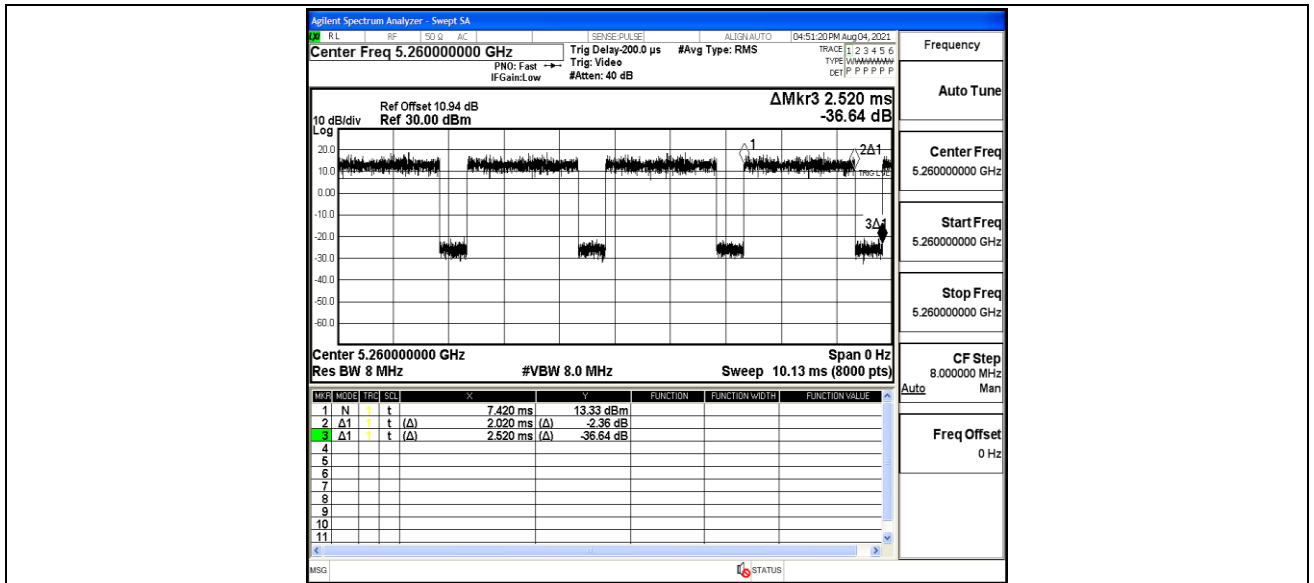 Agilent Spectrum Analyzer - Swept SA
LXI RL RF 50 Ω AC SENSE:PULSE ALIGN AUTO 04:51:20 PM Aug 04, 2021
Center Freq 5.260000000 GHz
PNO: Fast
IFGain:Low
Trig Delay-200.0 µs
Trig: Video
#Atten: 40 dB
#Avg Type: RMS
TRACE 1 2 3 4 5 6
TYPE WWWWWW
DET P P P P P P
Frequency
Auto Tune
Center Freq
5.260000000 GHz
Start Freq
5.260000000 GHz
Stop Freq
5.260000000 GHz
CF Step
8.000000 MHz
Auto Man
Freq Offset
0 Hz
ΔMkr3 2.520 ms
-36.64 dB
Ref Offset 10.94 dB
10 dB/div Ref 30.00 dBm
Log
20.0
10.0
0.00
-10.0
-20.0
-30.0
-40.0
-50.0
-60.0
1
2Δ1
3Δ1
Center 5.260000000 GHz Span 0 Hz
Res BW 8 MHz #VBW 8.0 MHz Sweep 10.13 ms (8000 pts)
MKR MODE TRC SCL X Y FUNCTION FUNCTION WIDTH FUNCTION VALUE
1 N 1 t 7.420 ms 13.33 dBm
2 Δ1 1 t (Δ) 2.020 ms (Δ) -2.36 dB
3 Δ1 1 t (Δ) 2.520 ms (Δ) -36.64 dB
4
5
6
7
8
9
10
11
MSG STATUS